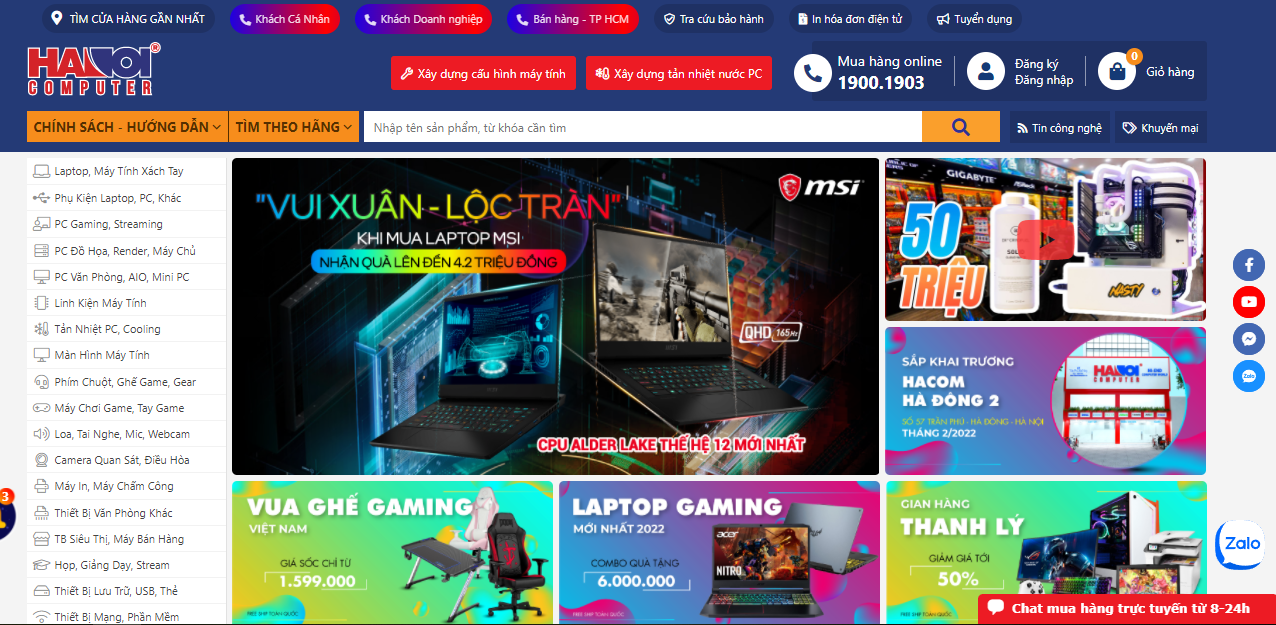 TÌM CỬA HÀNG GẦN NHẤT
Khách Cá Nhân
Khách Doanh nghiệp
Bán hàng - TP HCM
Tra cứu bảo hành
In hóa đơn điện tử
Tuyển dụng
HANOI
COMPUTER
Xây dựng cấu hình máy tính
Xây dựng tản nhiệt nước PC
Mua hàng online
1900.1903
Đăng ký
Đăng nhập
0
Giỏ hàng
CHÍNH SÁCH - HƯỚNG DẪN
TÌM THEO HÃNG
Nhập tên sản phẩm, từ khóa cần tìm
Tin công nghệ
Khuyến mại
Laptop, Máy Tính Xách Tay
Phụ Kiện Laptop, PC, Khác
PC Gaming, Streaming
PC Đồ Họa, Render, Máy Chủ
PC Văn Phòng, AIO, Mini PC
Linh Kiện Máy Tính
Tản Nhiệt PC, Cooling
Màn Hình Máy Tính
Phím Chuột, Ghế Game, Gear
Máy Chơi Game, Tay Game
Loa, Tai Nghe, Mic, Webcam
Camera Quan Sát, Điều Hòa
Máy In, Máy Chấm Công
Thiết Bị Văn Phòng Khác
TB Siêu Thị, Máy Bán Hàng
Họp, Giảng Dạy, Stream
Thiết Bị Lưu Trữ, USB, Thẻ
Thiết Bị Mạng, Phần Mềm
3
msi
"VUI XUÂN - LỘC TRÀN"
KHI MUA LAPTOP MSI
NHẬN QUÀ LÊN ĐẾN 4.2 TRIỆU ĐỒNG
QHD 165Hz
CPU ALDER LAKE THẾ HỆ 12 MỚI NHẤT
GIGABYTE
50
TRIỆU
NASTY
SẮP KHAI TRƯƠNG
HACOM
HÀ ĐÔNG 2
SỐ 57 TRẦN PHÚ - HÀ ĐÔNG - HÀ NỘI
THÁNG 2/2022
HANOI
COMPUTER
VUA GHẾ GAMING
VIỆT NAM
GIÁ SỐC CHỈ TỪ
1.599.000
FREE SHIP TOÀN QUỐC
LAPTOP GAMING
MỚI NHẤT 2022
COMBO QUÀ TẶNG
6.000.000
FREE SHIP TOÀN QUỐC
acer
NITRO
GIAN HÀNG
THANH LÝ
GIẢM GIÁ TỚI
50%
FREE SHIP TOÀN QUỐC
Zalo
Zalo
Chat mua hàng trực tuyến từ 8-24h